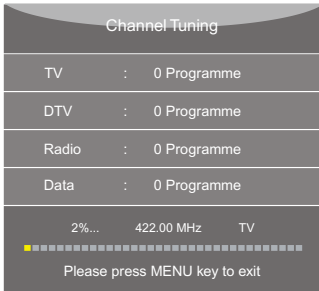 Channel Tuning
TV : 0 Programme
DTV : 0 Programme
Radio : 0 Programme
Data : 0 Programme
2%... 422.00 MHz TV
Please press MENU key to exit